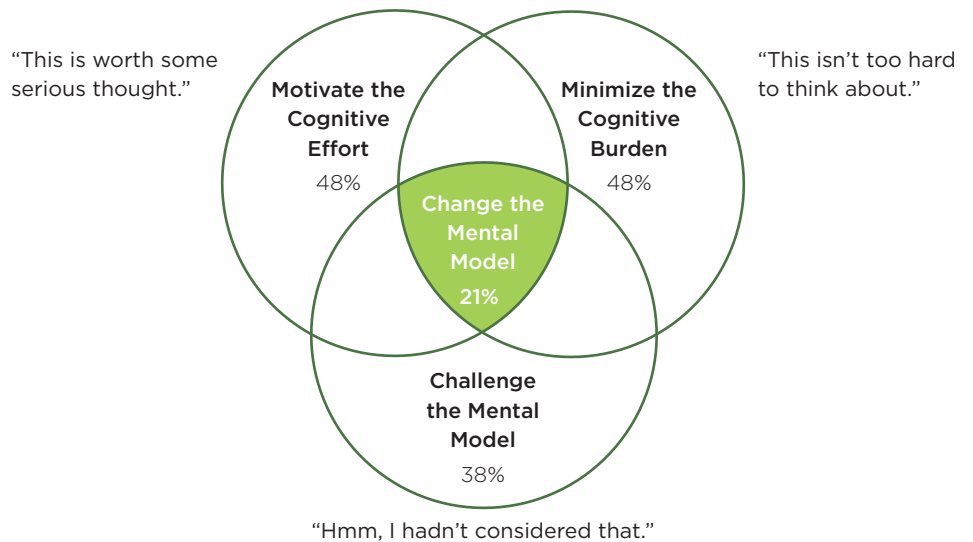 “This is worth some
serious thought.”
Motivate the
Cognitive
Effort
48%
“This isn’t too hard
to think about.”
Minimize the
Cognitive
Burden
48%
Change the
Mental
Model
21%
Challenge
the Mental
Model
38%
“Hmm, I hadn’t considered that.”